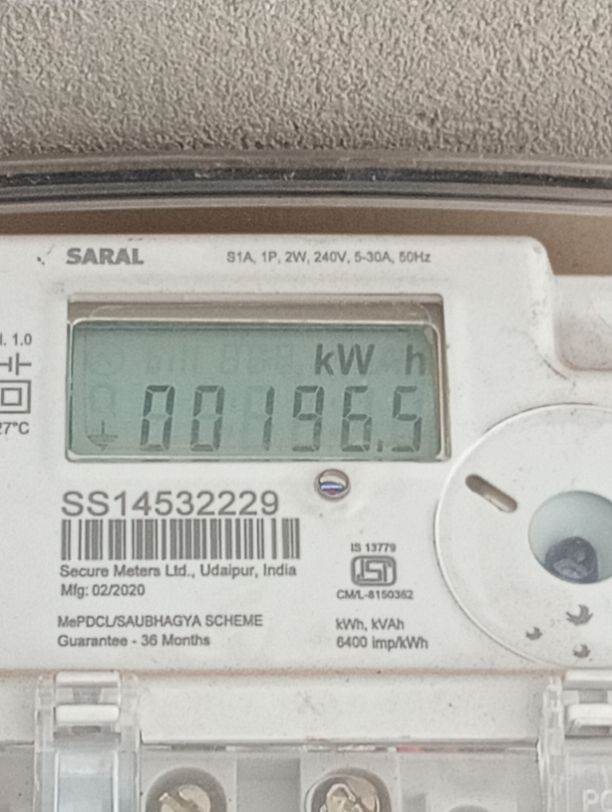 SARAL
S1A, 1P, 2W, 240V, 5-30A, 50Hz
. 1.0
27°C
kW h
00196.5
SS14532229
Secure Meters Ltd., Udaipur, India
Mfg: 02/2020
IS 13779
ISI
CM/L-8150362
MePDCL/SAUBHAGYA SCHEME
Guarantee - 36 Months
kWh, kVAh
6400 imp/kWh